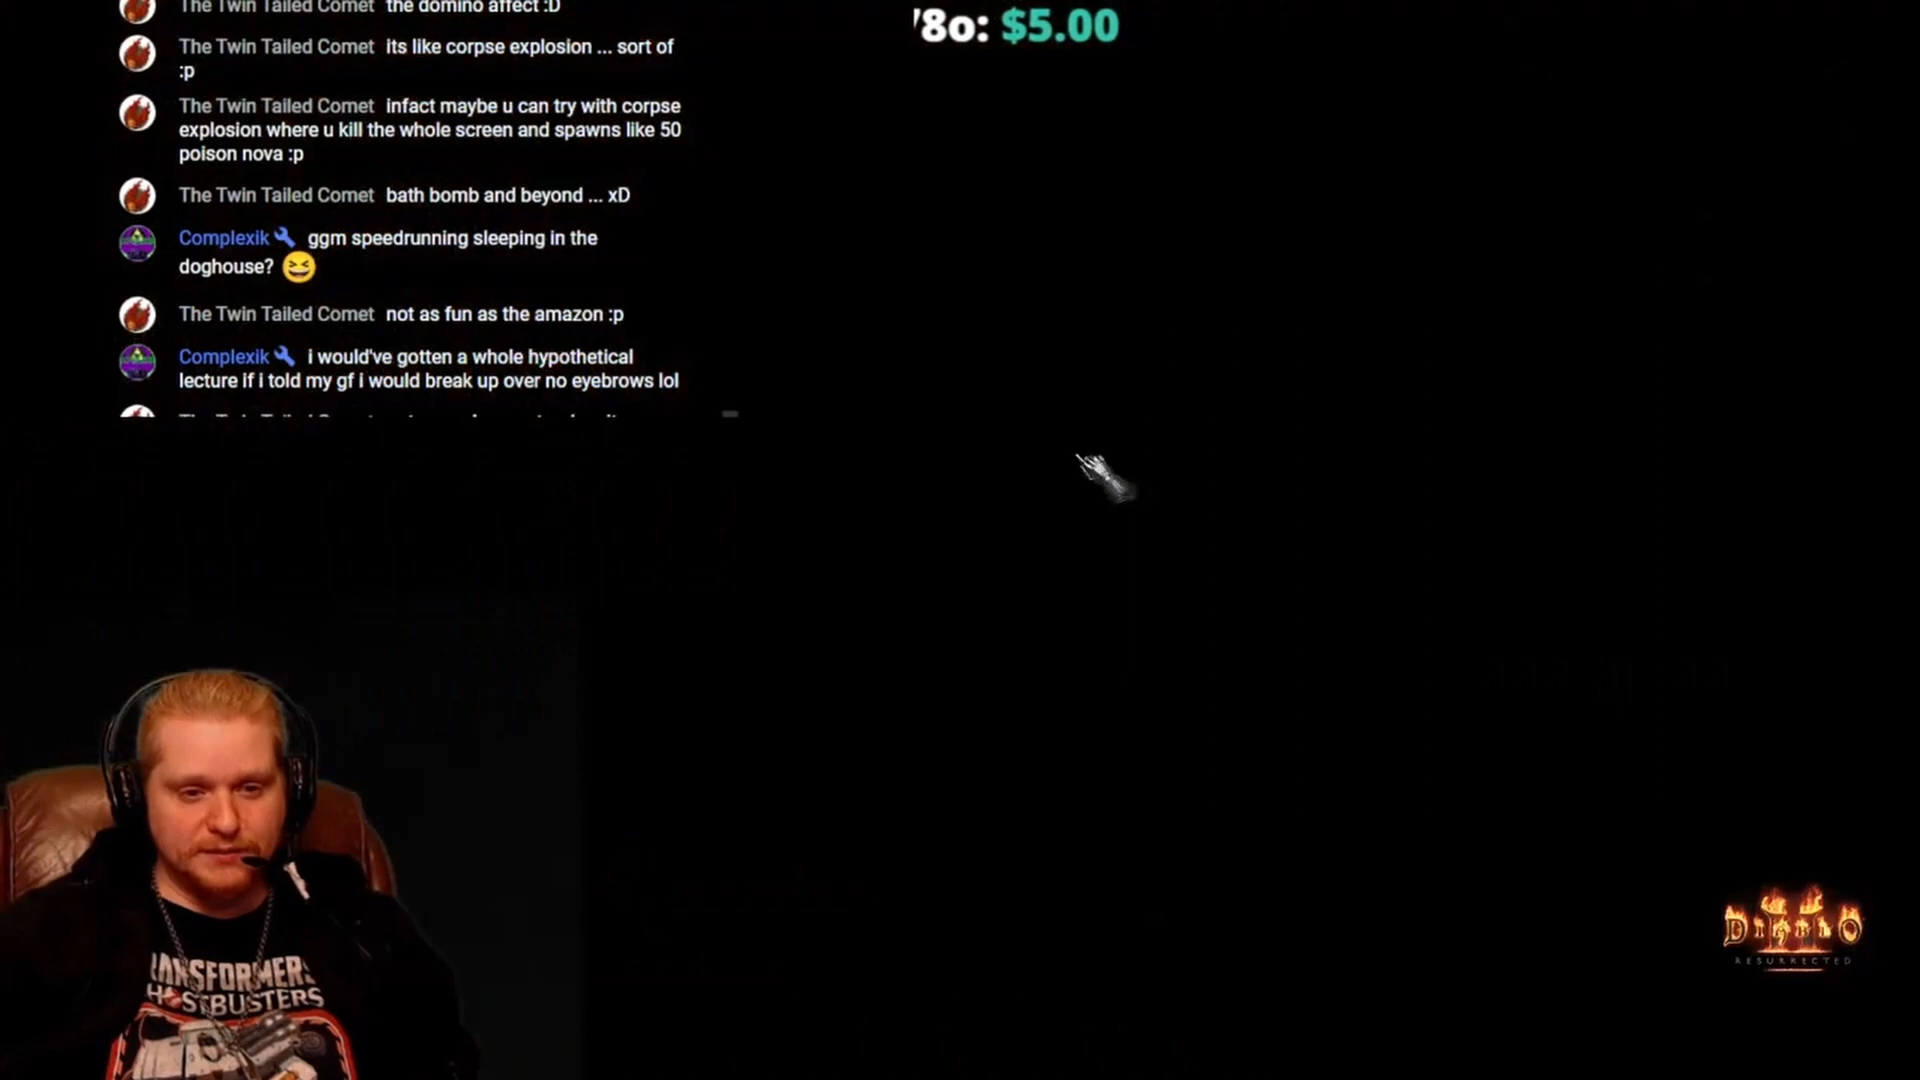 The Twin Tailed Comet the domino affect :D
The Twin Tailed Comet its like corpse explosion ... sort of
:p
The Twin Tailed Comet infact maybe u can try with corpse
explosion where u kill the whole screen and spawns like 50
poison nova :p
The Twin Tailed Comet bath bomb and beyond ... xD
Complexik ggm speedrunning sleeping in the
doghouse? 😆
The Twin Tailed Comet not as fun as the amazon :p
Complexik i would've gotten a whole hypothetical
lecture if i told my gf i would break up over no eyebrows lol
8o: $5.00
DIABLO II
RESURRECTED
TRANSFORMERS
GHOSTBUSTERS